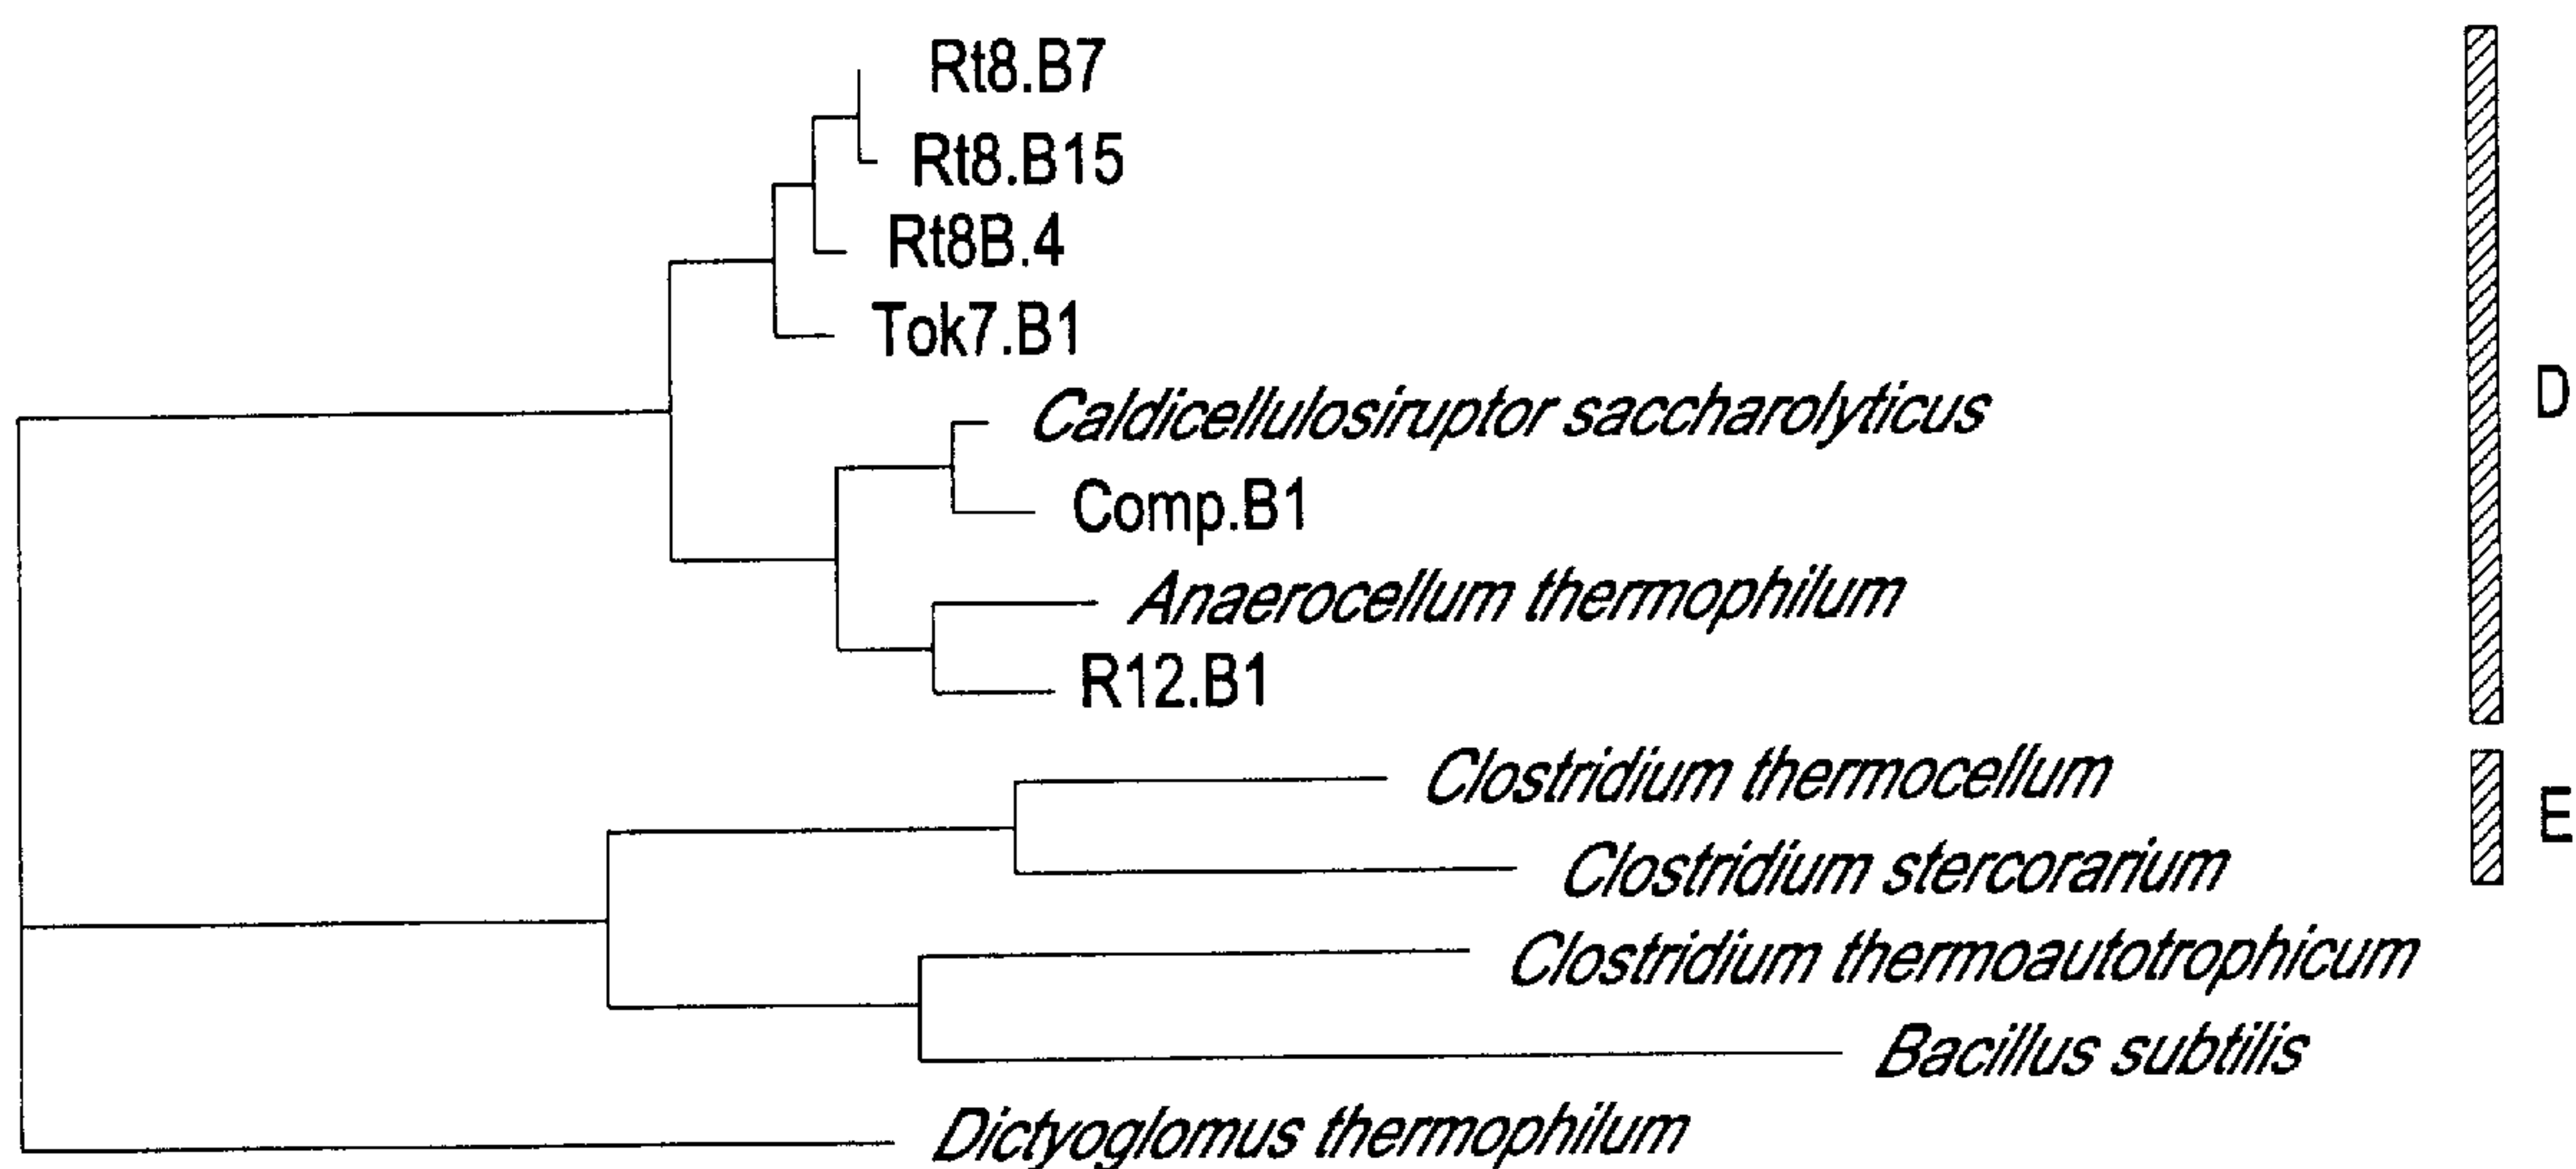 Rt8.B7
Rt8.B15
Rt8B.4
Tok7.B1
Caldicellulosiruptor saccharolyticus
D
Comp.B1
Anaerocellum thermophilum
R12.B1
Clostridium thermocellum
E
Clostridium stercorarium
Clostridium thermoautotrophicum
Bacillus subtilis
Dictyoglomus thermophilum